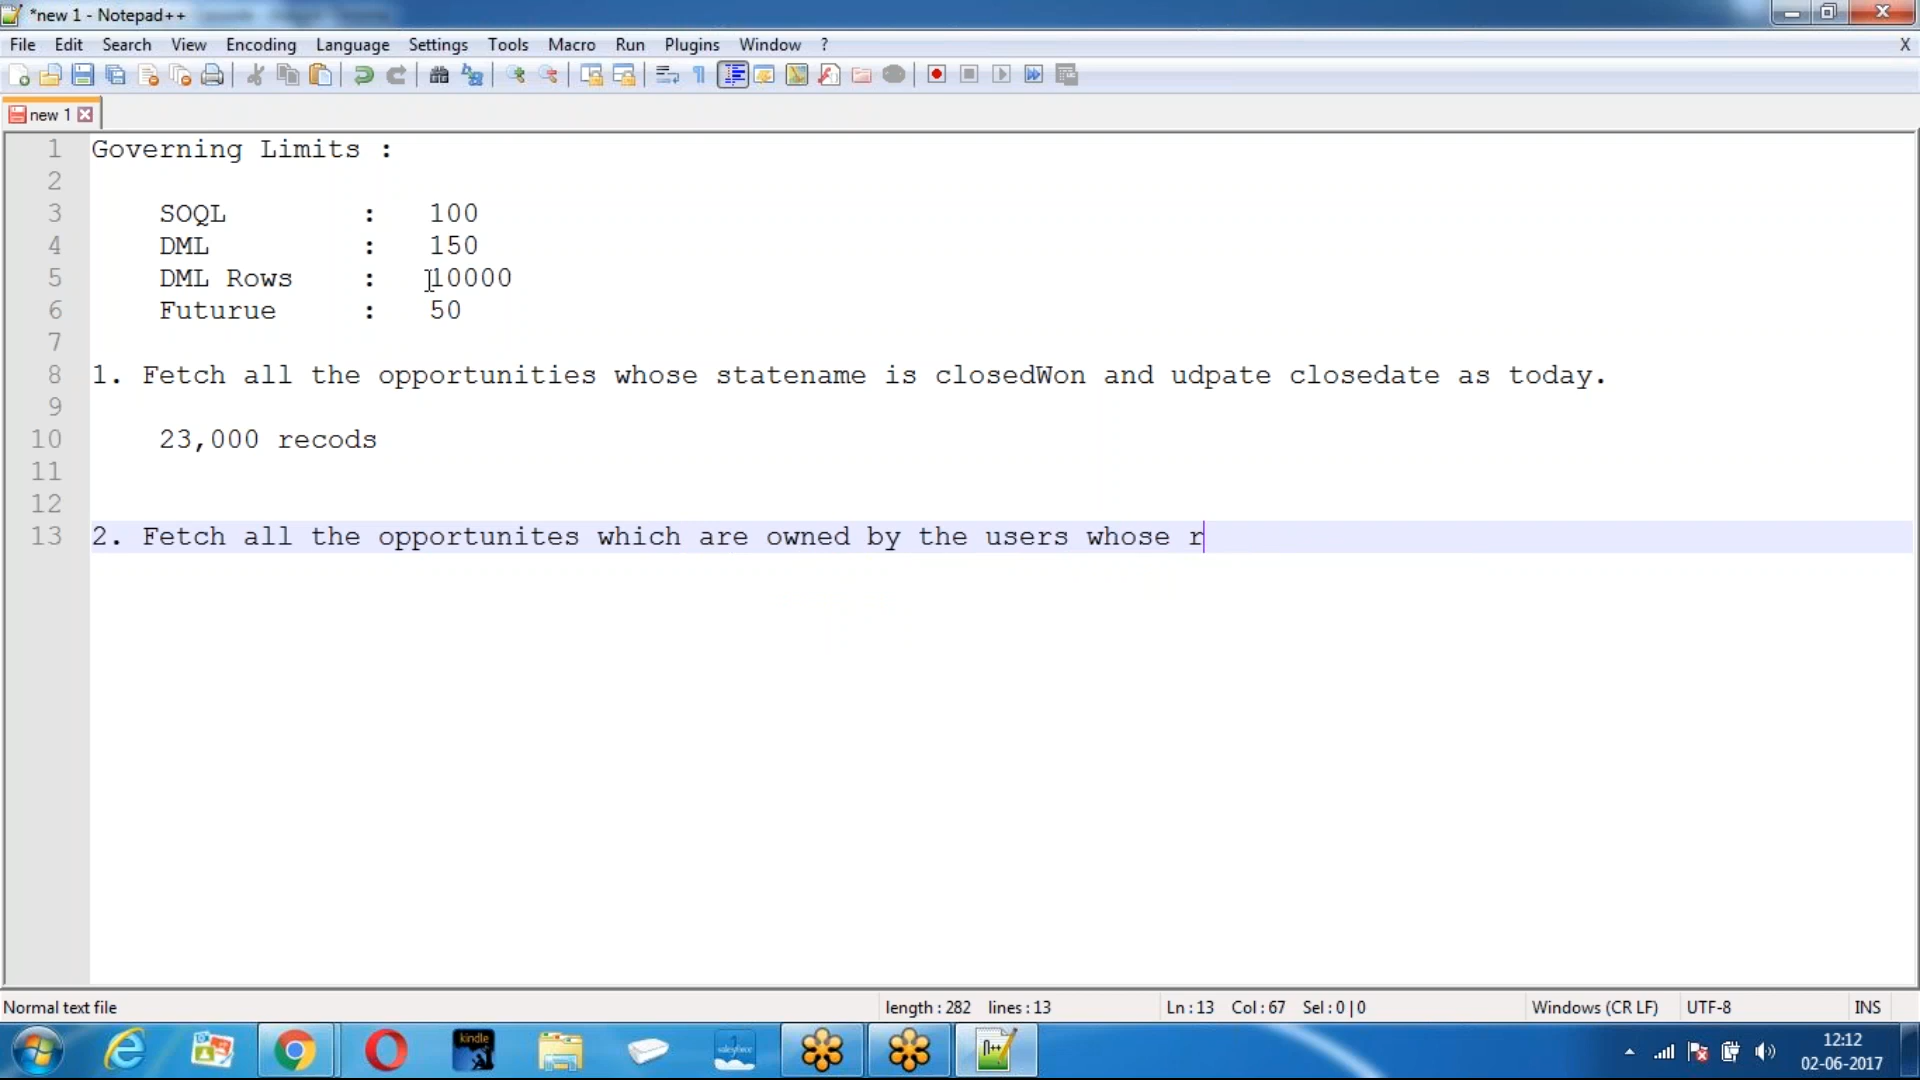 *new 1 - Notepad++
File Edit Search View Encoding Language Settings Tools Macro Run Plugins Window ? X
new 1
1 Governing Limits :
2
3 SOQL : 100
4 DML : 150
5 DML Rows : 10000
6 Futurue : 50
7
8 1. Fetch all the opportunities whose statename is closedWon and udpate closedate as today.
9
10 23,000 recods
11
12
13 2. Fetch all the opportunites which are owned by the users whose r
Normal text file length : 282 lines : 13 Ln : 13 Col : 67 Sel : 0 | 0 Windows (CR LF) UTF-8 INS
kindle
salesforce
12:12
02-06-2017